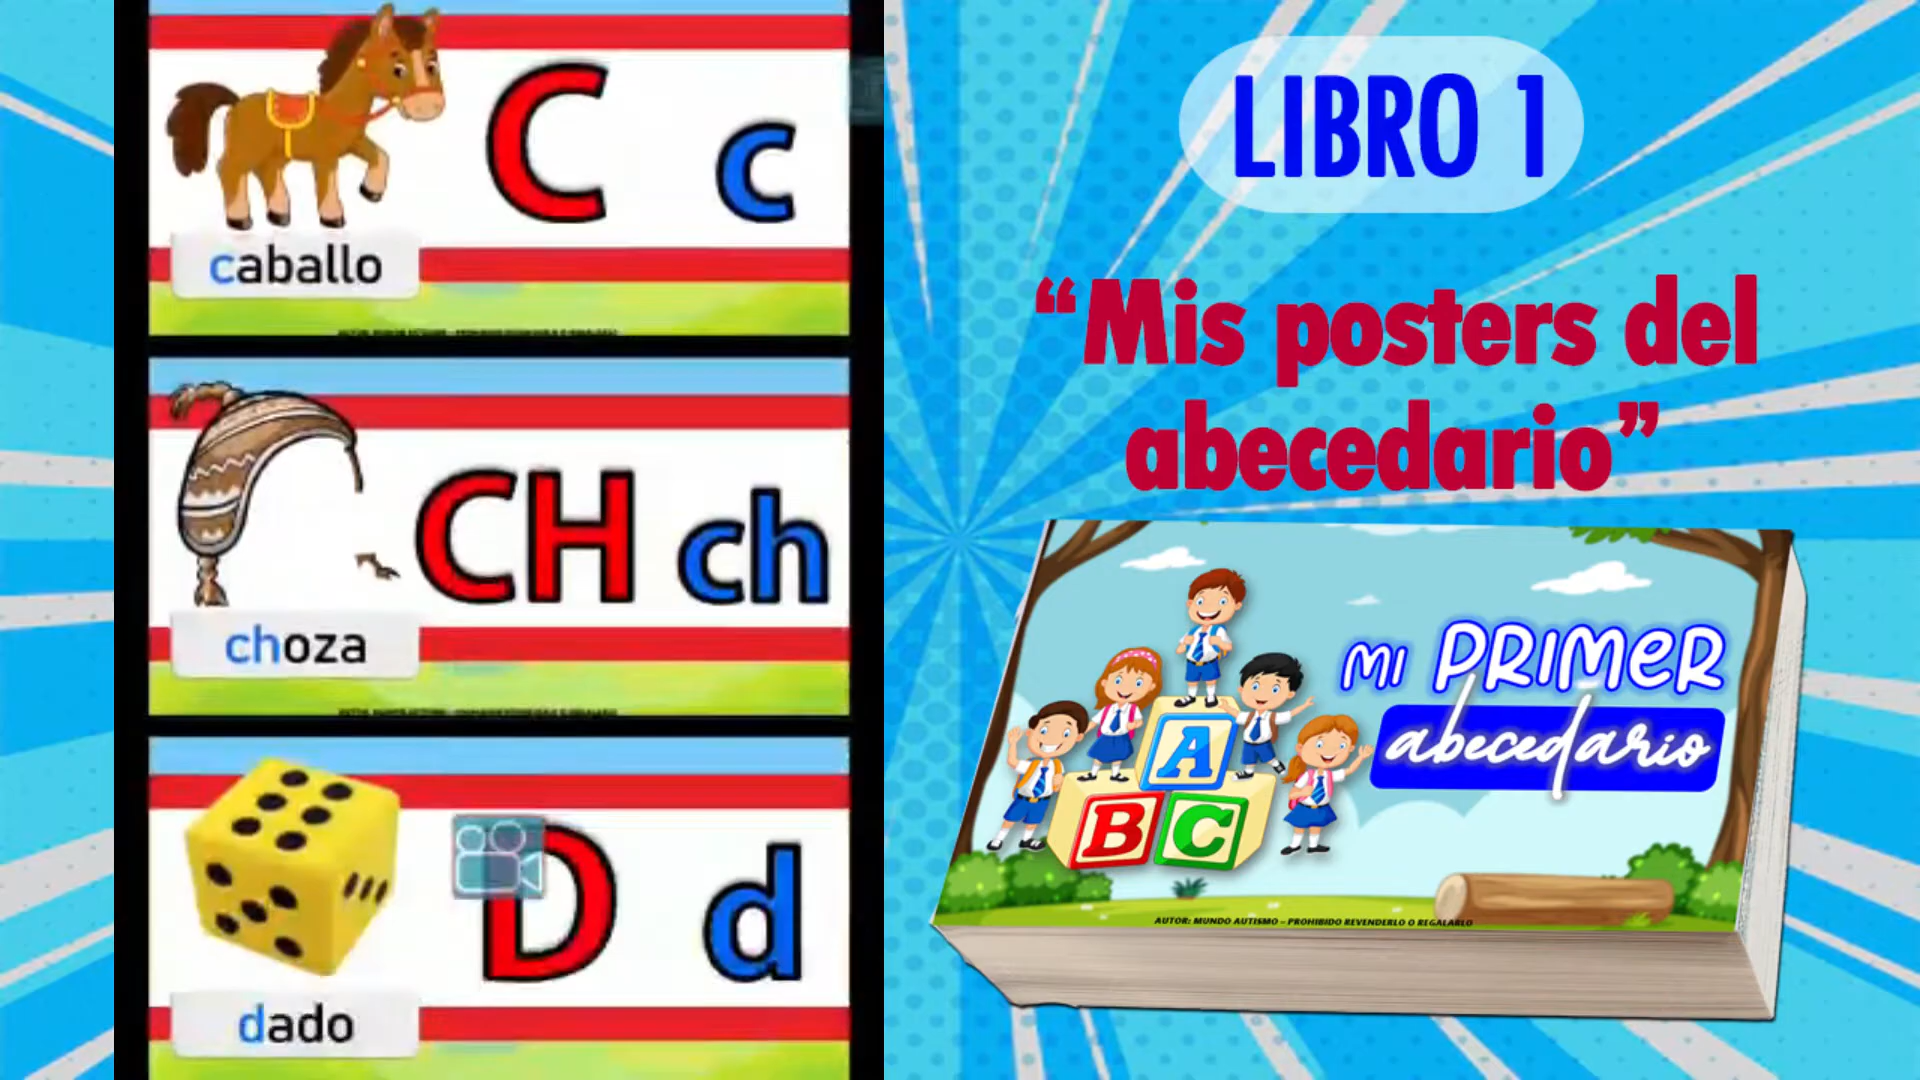 C c
caballo
CH ch
choza
D d
dado
LIBRO 1
“Mis posters del
abecedario”
MI PRIMER
abecedario
A
B C
AUTOR: MUNDO AUTISMO – PROHIBIDO REVENDERLO O REGALARLO